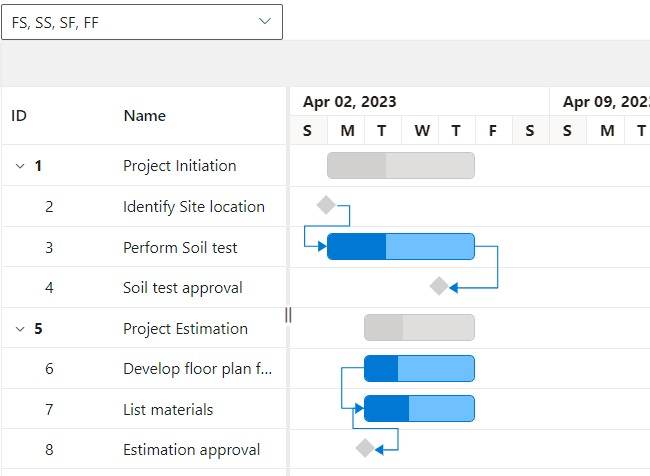 FS, SS, SF, FF
Apr 02, 2023 Apr 09, 202
ID Name S M T W T F S S M T
1 Project Initiation
2 Identify Site location
3 Perform Soil test
4 Soil test approval
5 Project Estimation
6 Develop floor plan f...
7 List materials
8 Estimation approval